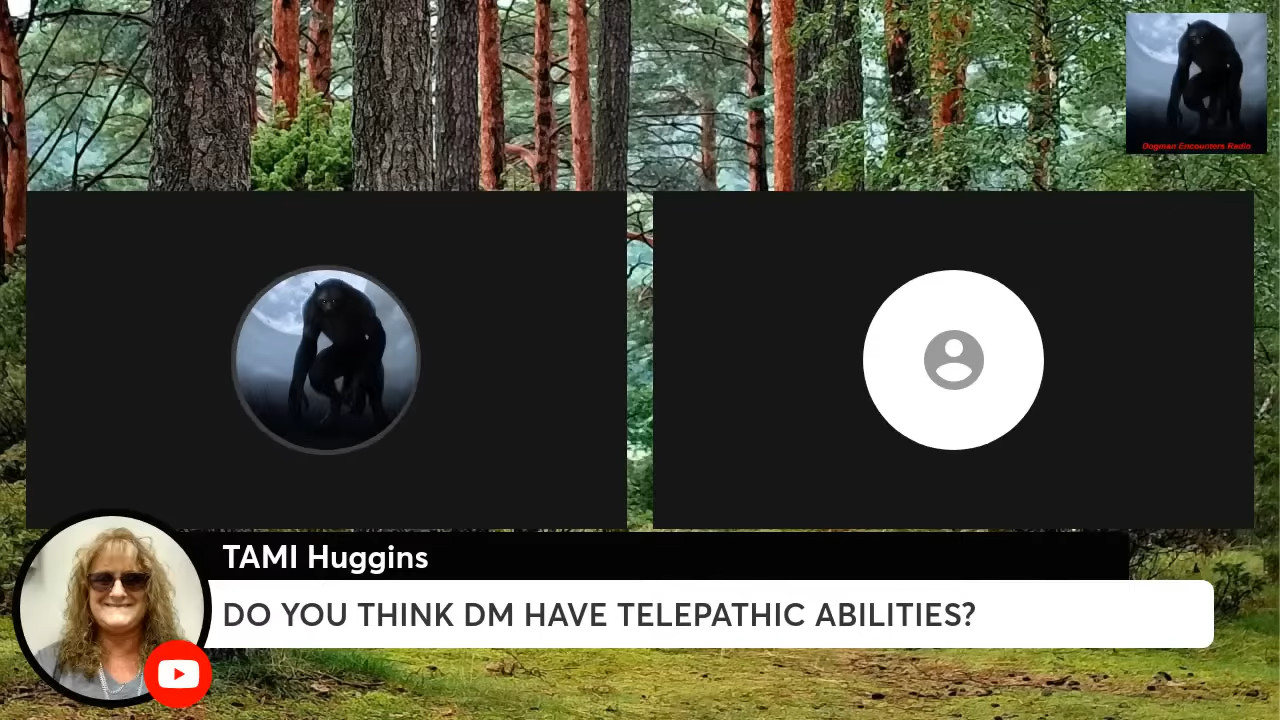 Dogman Encounters Radio
TAMI Huggins
DO YOU THINK DM HAVE TELEPATHIC ABILITIES?